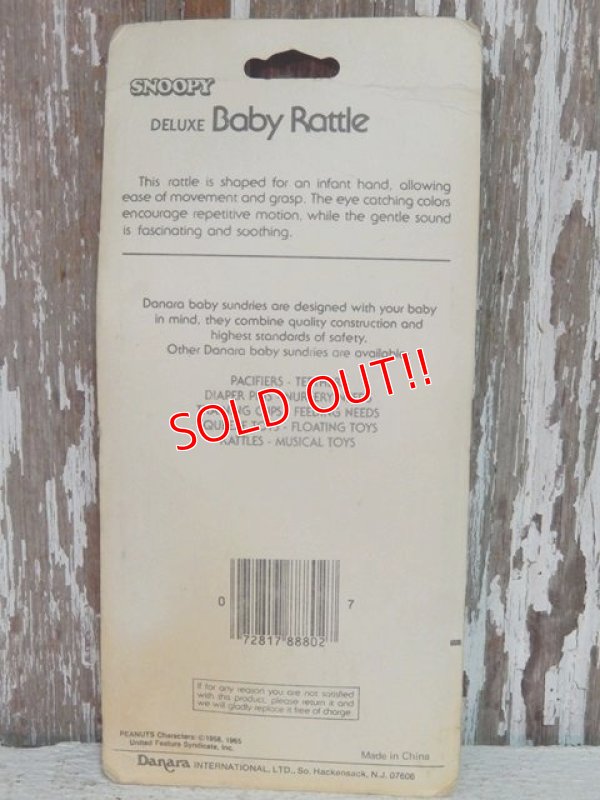 SNOOPY
DELUXE Baby Rattle
This rattle is shaped for an infant hand, allowing
ease of movement and grasp. The eye catching colors
encourage repetitive motion, while the gentle sound
is fascinating and soothing.
Danara baby sundries are designed with your baby
in mind, they combine quality construction and
highest standards of safety.
Other Danara baby sundries are available
PACIFIERS -
DIAPER
CUPS - FEEDING NEEDS
TOYS - FLOATING TOYS
RATTLES - MUSICAL TOYS
SOLD OUT!!
0 72817 88802 7
If for any reason you are not satisfied
with this product, please return it and
we will gladly replace it free of charge
PEANUTS Characters: ©1958, 1965
United Feature Syndicate, Inc.
Made in China
Danara INTERNATIONAL, LTD., So. Hackensack, N.J. 07606